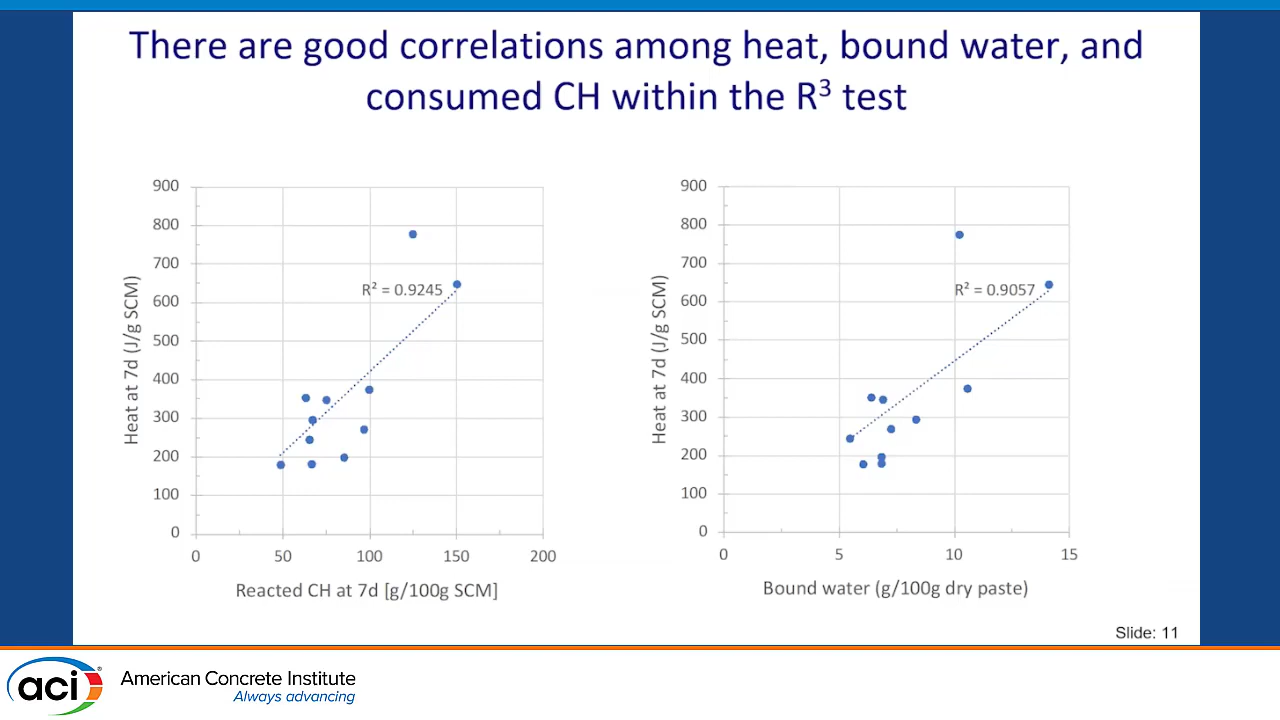 There are good correlations among heat, bound water, and
consumed CH within the R³ test
900
800
700
600
500
400
300
200
100
0
Heat at 7d (J/g SCM)
R² = 0.9245
0
50
100
150
200
Reacted CH at 7d [g/100g SCM]
900
800
700
600
500
400
300
200
100
0
Heat at 7d (J/g SCM)
R² = 0.9057
0
5
10
15
Bound water (g/100g dry paste)
Slide: 11
aci®
American Concrete Institute
Always advancing